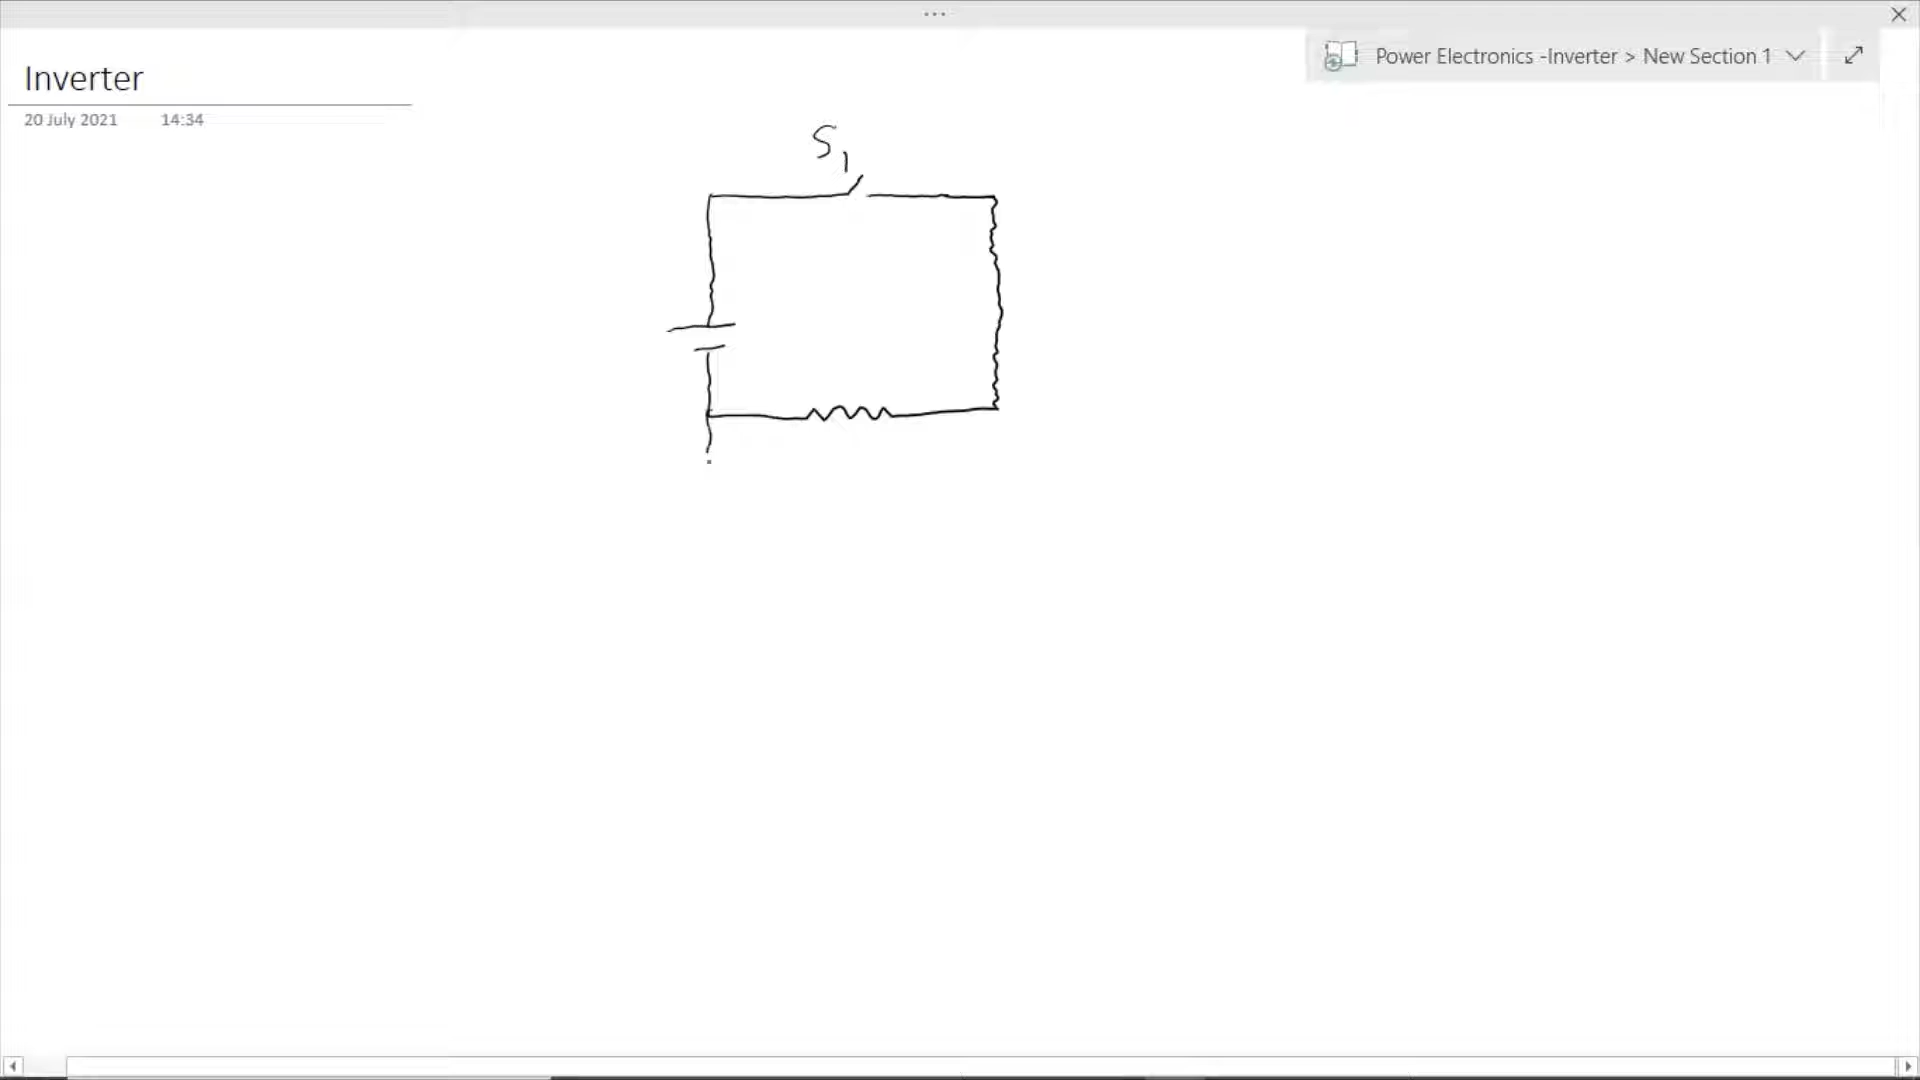 Power Electronics -Inverter > New Section 1
Inverter
20 July 2021 14:34
S1